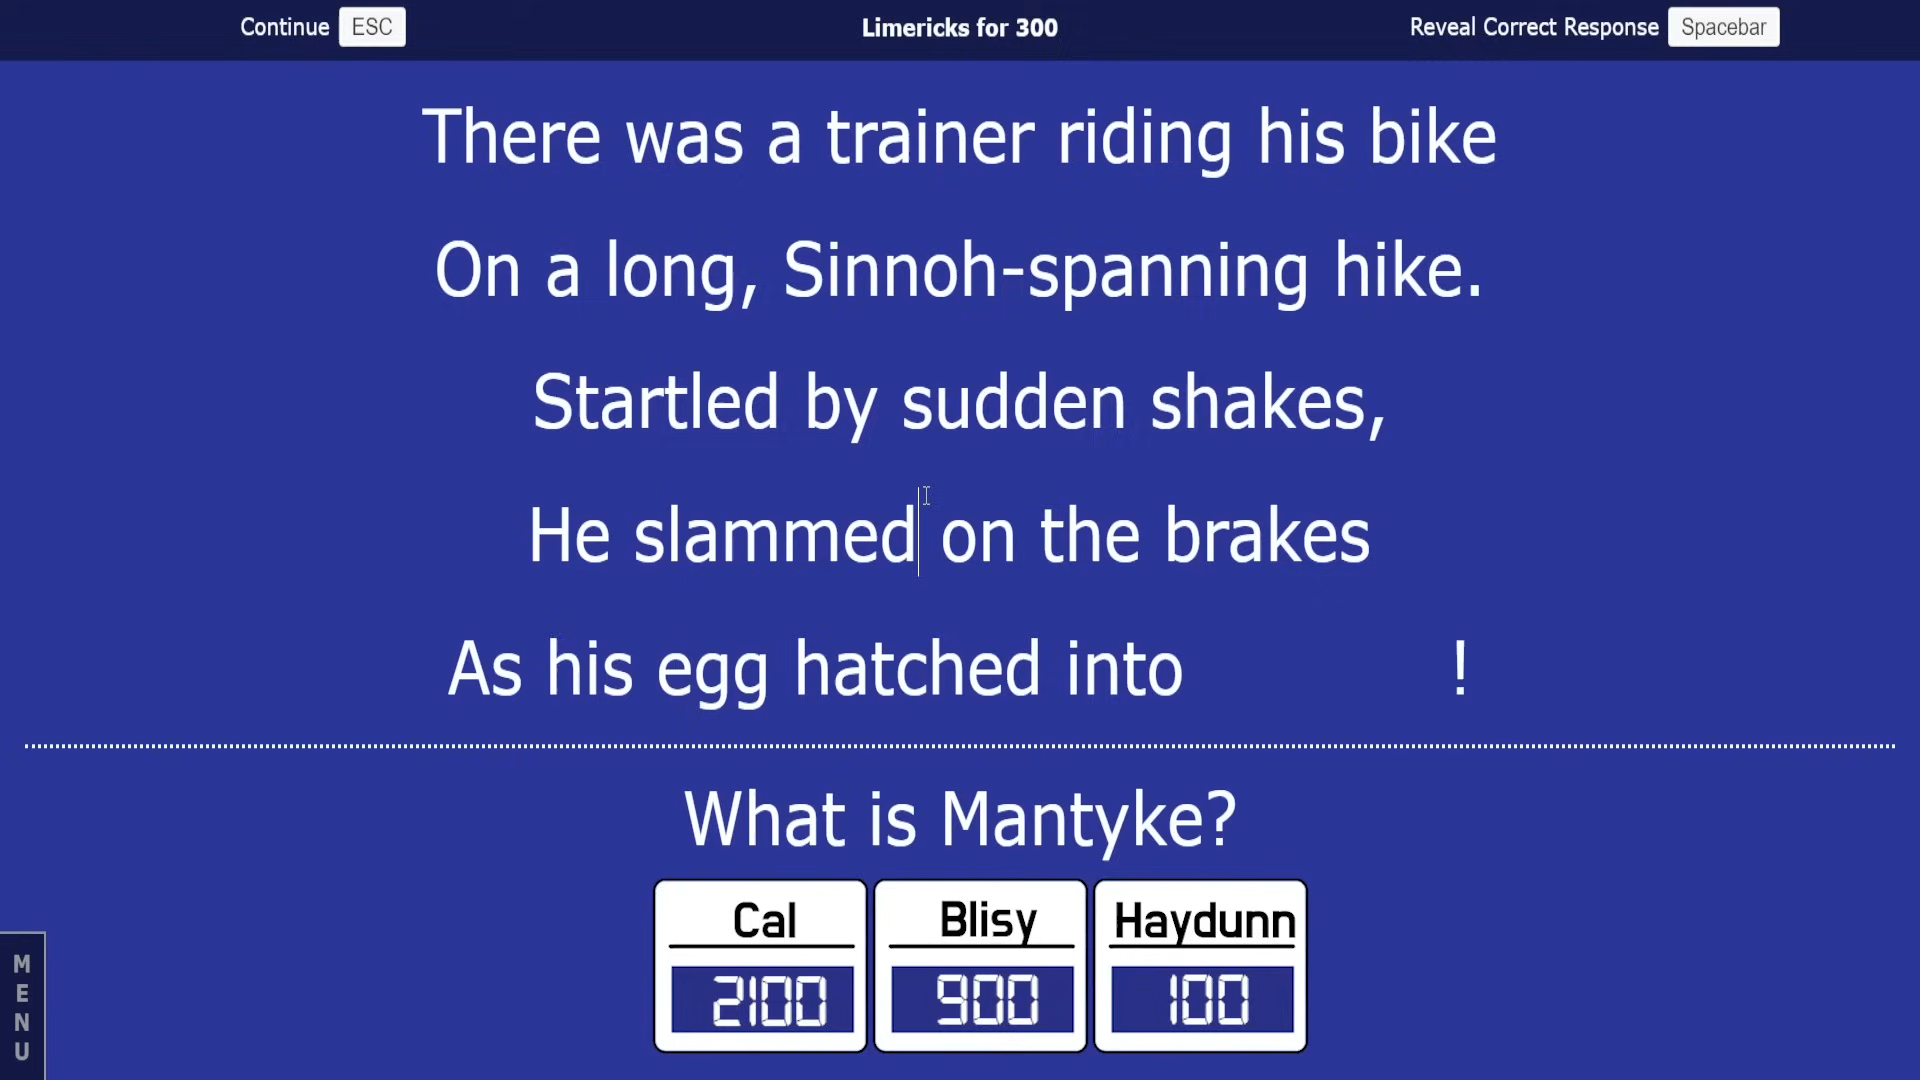 Continue ESC
Limericks for 300
Reveal Correct Response Spacebar
There was a trainer riding his bike
On a long, Sinnoh-spanning hike.
Startled by sudden shakes,
He slammed on the brakes
As his egg hatched into !
What is Mantyke?
Cal Blisy Haydunn
2100 900 100
MENU